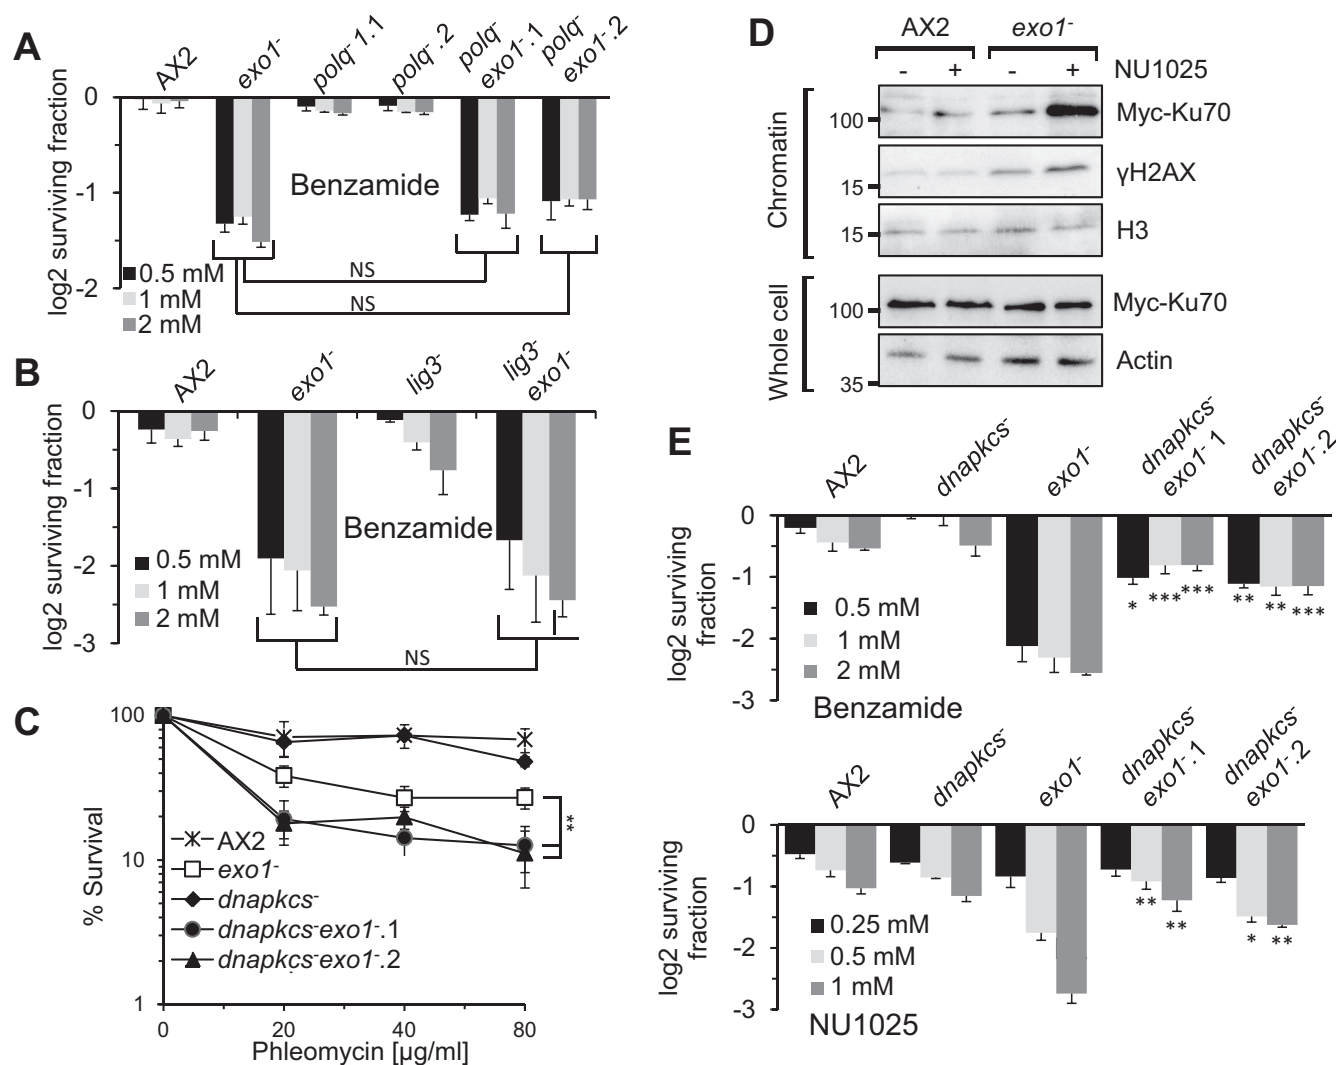 A
AX2
exo1-
polq- 1.1
polq-.2
polq- exo1-.1
polq- exo1-.2
log2 surviving fraction
0
-1
-2
Benzamide
0.5 mM
1 mM
2 mM
NS
NS
B
AX2
exo1-
lig3-
lig3- exo1-
log2 surviving fraction
0
-1
-2
-3
Benzamide
0.5 mM
1 mM
2 mM
NS
C
% Survival
100
10
1
AX2
exo1-
dnapkcs-
dnapkcs-exo1-.1
dnapkcs-exo1-.2
**
0 20 40 80
Phleomycin [µg/ml]
D
AX2 exo1-
- + - + NU1025
Chromatin
100 Myc-Ku70
15 γH2AX
15 H3
Whole cell
100 Myc-Ku70
Actin
35
E
AX2
dnapkcs-
exo1-
dnapkcs- exo1-.1
dnapkcs- exo1-.2
log2 surviving
fraction
0
-1
-2
-3
* *** *** ** ** ***
0.5 mM
1 mM
2 mM
Benzamide
AX2
dnapkcs-
exo1-
dnapkcs- exo1-.1
dnapkcs- exo1-.2
log2 surviving
fraction
0
-1
-2
-3
** ** * **
0.25 mM
0.5 mM
1 mM
NU1025